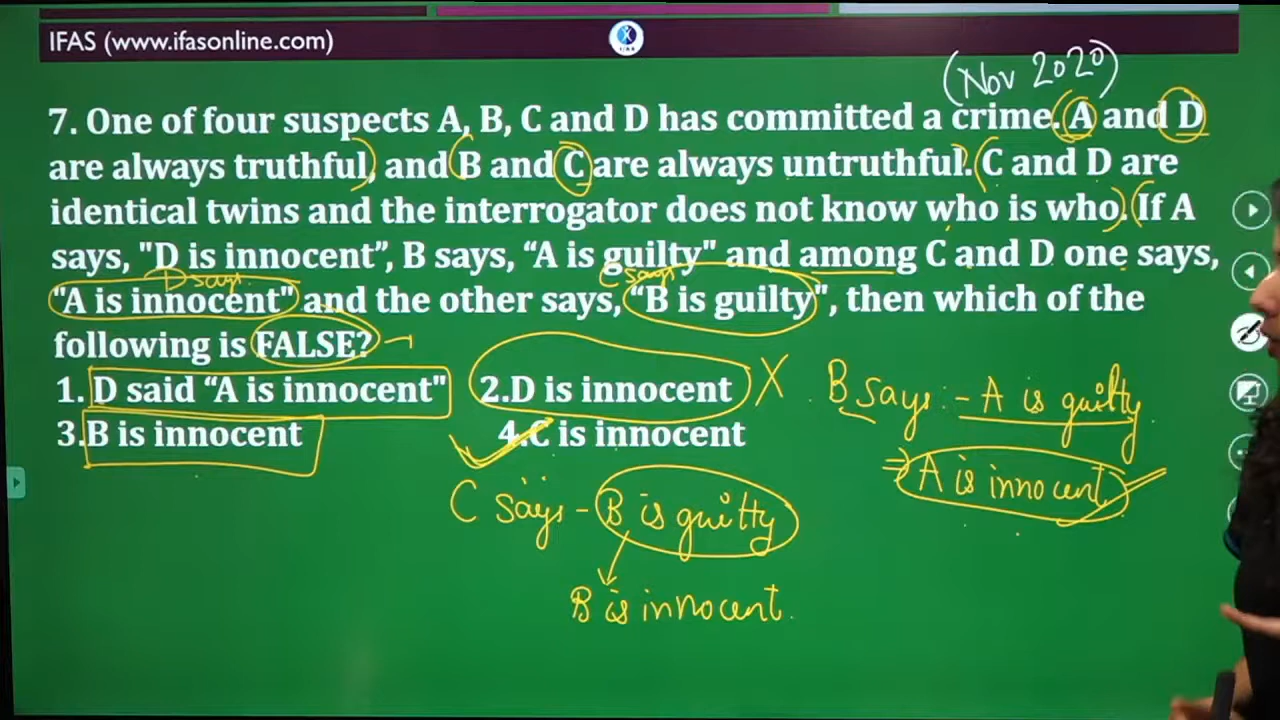 IFAS (www.ifasonline.com)
(Nov 2020)
7. One of four suspects A, B, C and D has committed a crime. A and D
are always truthful, and B and C are always untruthful. C and D are
identical twins and the interrogator does not know who is who. If A
says, "D is innocent”, B says, “A is guilty" and among C and D one says,
D says
C says
"A is innocent" and the other says, “B is guilty", then which of the
following is FALSE?
1. D said “A is innocent" 2.D is innocent X
3.B is innocent 4.C is innocent
B says :- A is guilty
⇒ A is innocent
C says - B is guilty
B is innocent.